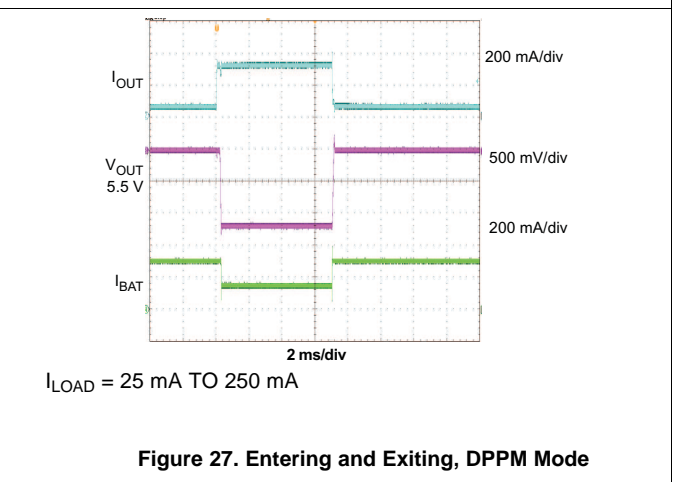 200 mA/div
I_OUT
V_OUT
5.5 V
500 mV/div
200 mA/div
I_BAT
2 ms/div
I_LOAD = 25 mA TO 250 mA
Figure 27. Entering and Exiting, DPPM Mode